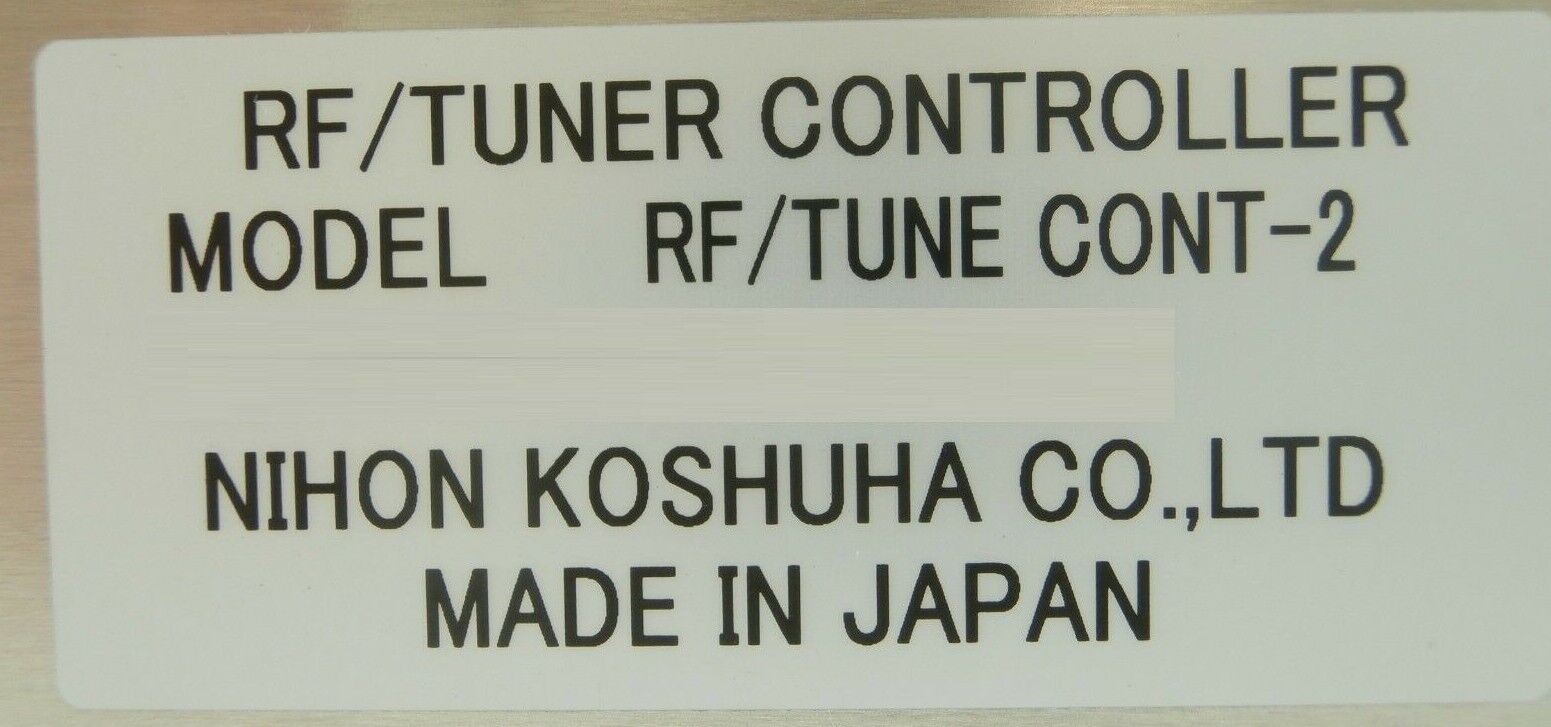 RF/TUNER CONTROLLER
MODEL RF/TUNE CONT-2
NIHON KOSHUHA CO.,LTD
MADE IN JAPAN